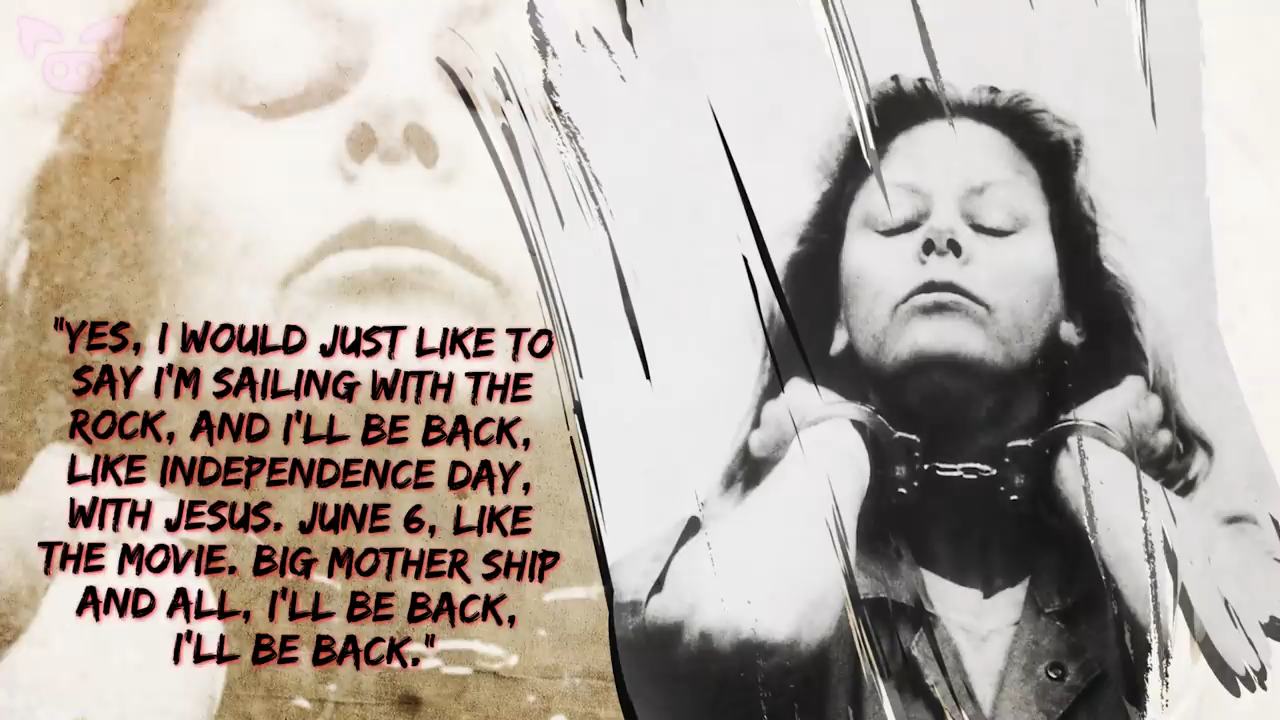 "YES, I WOULD JUST LIKE TO
SAY I'M SAILING WITH THE
ROCK, AND I'LL BE BACK,
LIKE INDEPENDENCE DAY,
WITH JESUS. JUNE 6, LIKE
THE MOVIE. BIG MOTHER SHIP
AND ALL, I'LL BE BACK,
I'LL BE BACK."